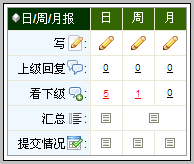 日/周/月报 日 周 月
写 :
上级回复 : 0 0 0
看下级 : 5 1 0
汇总 :
提交情况 :